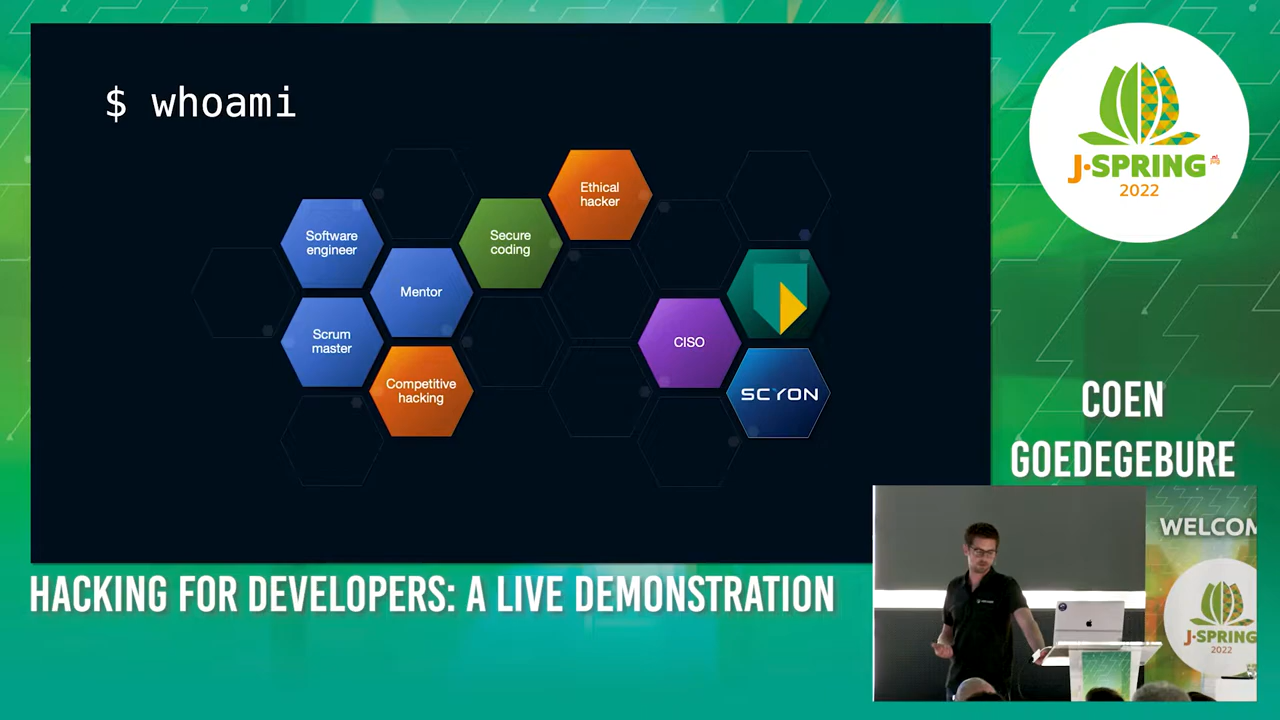 $ whoami
Ethical
hacker
Software
engineer
Secure
coding
Mentor
Scrum
master
CISO
Competitive
hacking
SCYON
J·SPRING
NL
2022
COEN
GOEDEGEBURE
HACKING FOR DEVELOPERS: A LIVE DEMONSTRATION
WELCOM
J·SPRING
2022